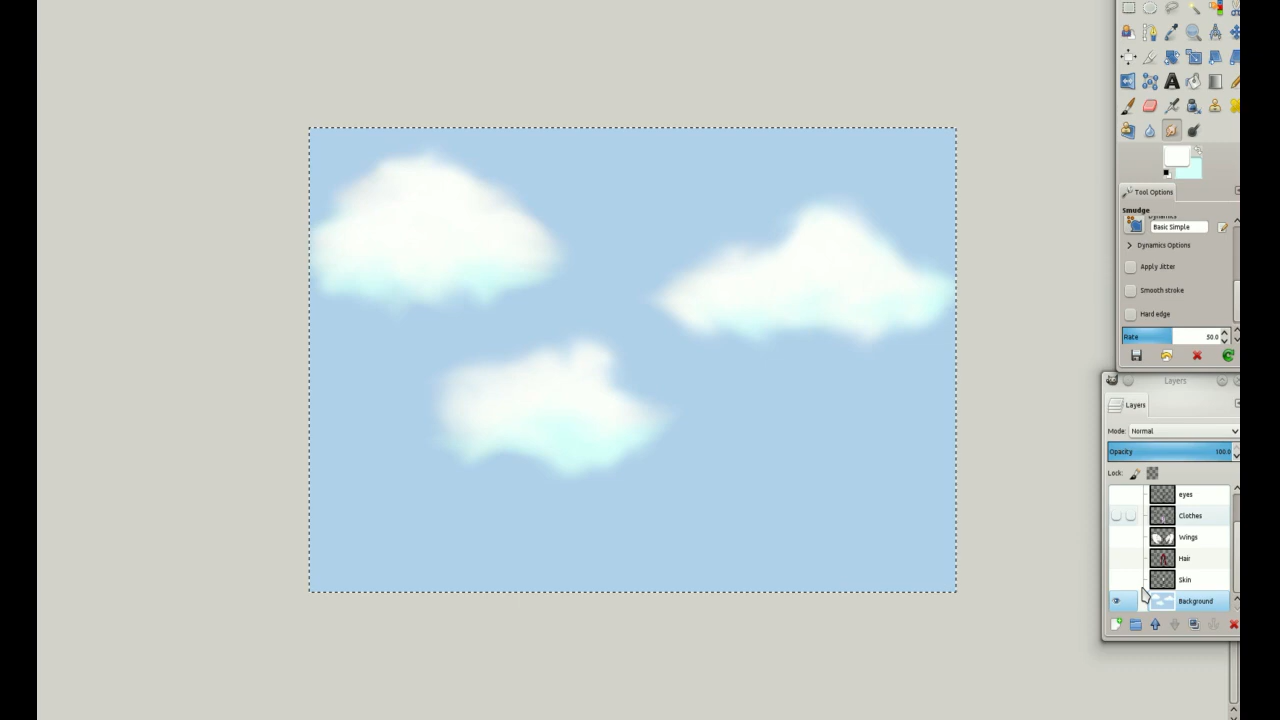 Tool Options
Smudge
Dynamics
Basic Simple
Dynamics Options
Apply Jitter
Smooth stroke
Hard edge
Rate 50.0
Layers
Layers
Mode: Normal
Opacity 100.0
Lock:
eyes
Clothes
Wings
Hair
Skin
Background